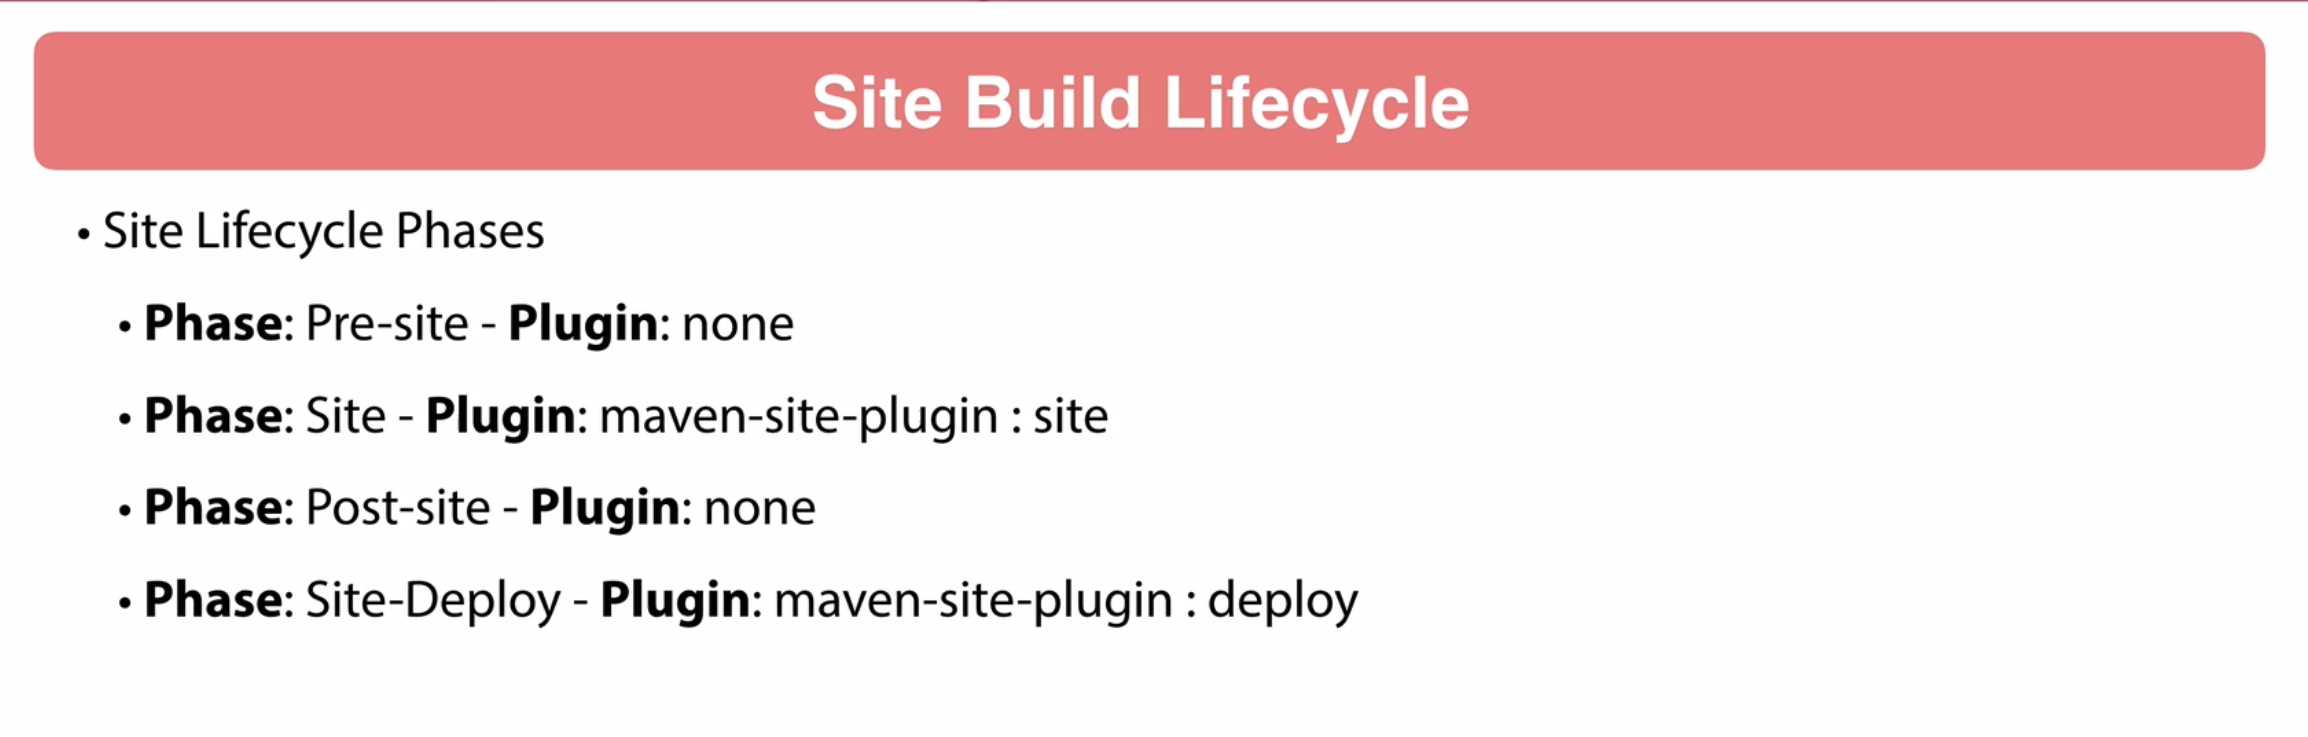 Site Build Lifecycle
• Site Lifecycle Phases
• Phase: Pre-site - Plugin: none
• Phase: Site - Plugin: maven-site-plugin : site
• Phase: Post-site - Plugin: none
• Phase: Site-Deploy - Plugin: maven-site-plugin : deploy